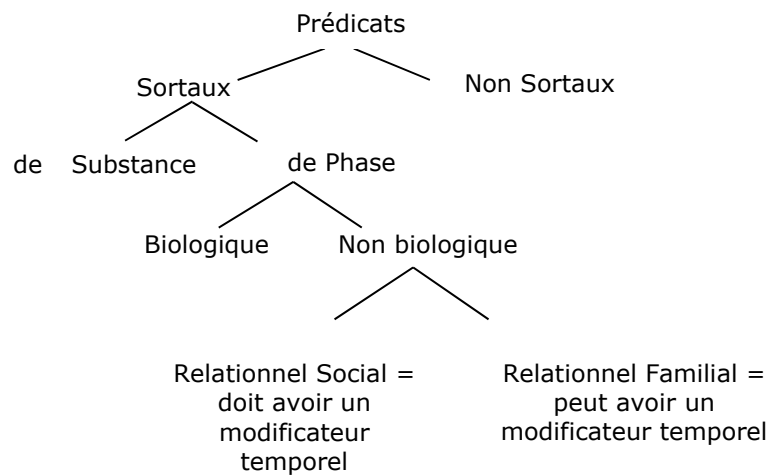 Prédicats
Sortaux
Non Sortaux
de Substance
de Phase
Biologique
Non biologique
Relationnel Social =
doit avoir un
modificateur
temporel
Relationnel Familial =
peut avoir un
modificateur temporel